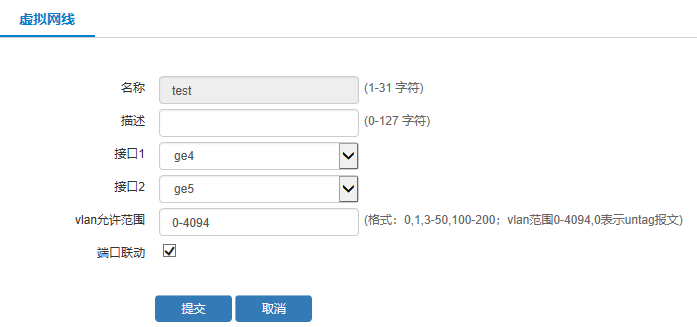 虚拟网线
名称 test (1-31 字符)
描述 (0-127 字符)
接口1 ge4
接口2 ge5
vlan允许范围 0-4094 (格式：0,1,3-50,100-200；vlan范围0-4094,0表示untag报文)
端口联动
提交 取消